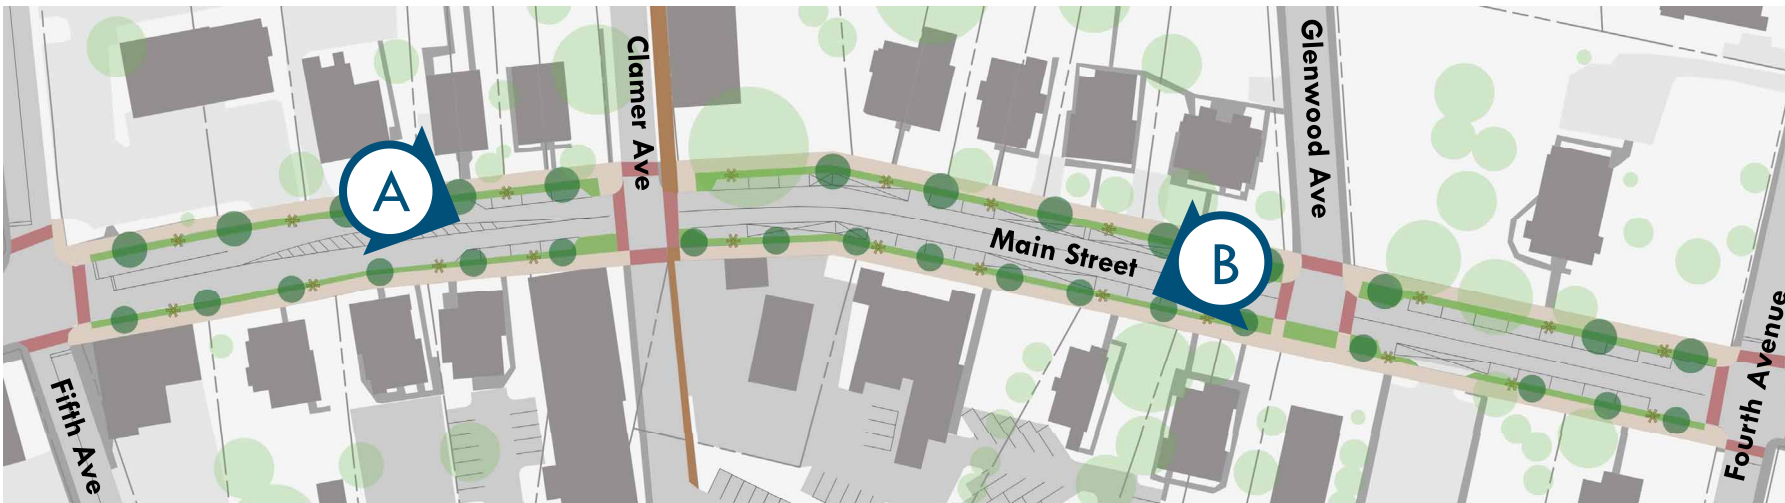 Clamer Ave
Glenwood Ave
A
Main Street
B
Fifth Ave
Fourth Avenue